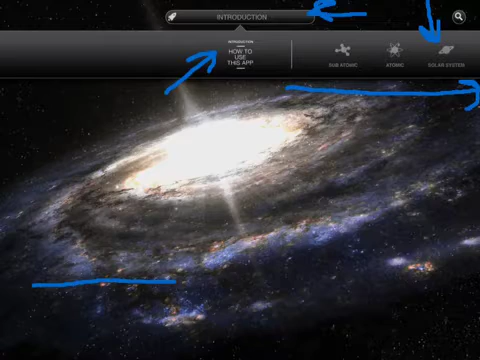 INTRODUCTION
INTRODUCTION
HOW TO
USE
THIS APP
SUB ATOMIC
ATOMIC
SOLAR SYSTEM